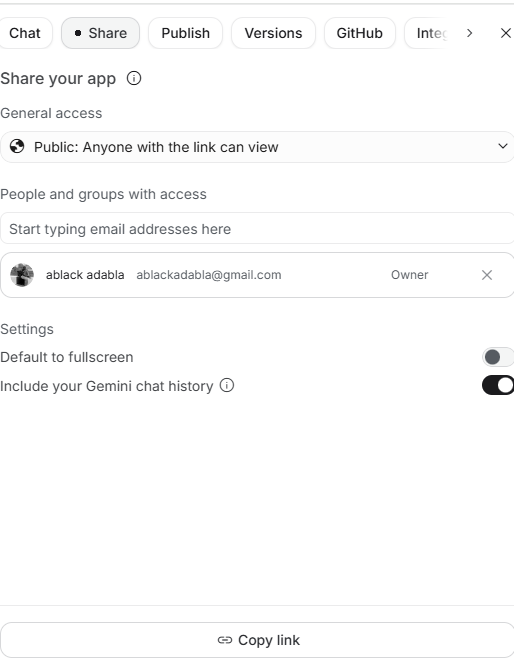 Chat Share Publish Versions GitHub Integ
Share your app
General access
Public: Anyone with the link can view
People and groups with access
Start typing email addresses here
ablack adabla ablackadabla@gmail.com Owner
Settings
Default to fullscreen
Include your Gemini chat history
Copy link